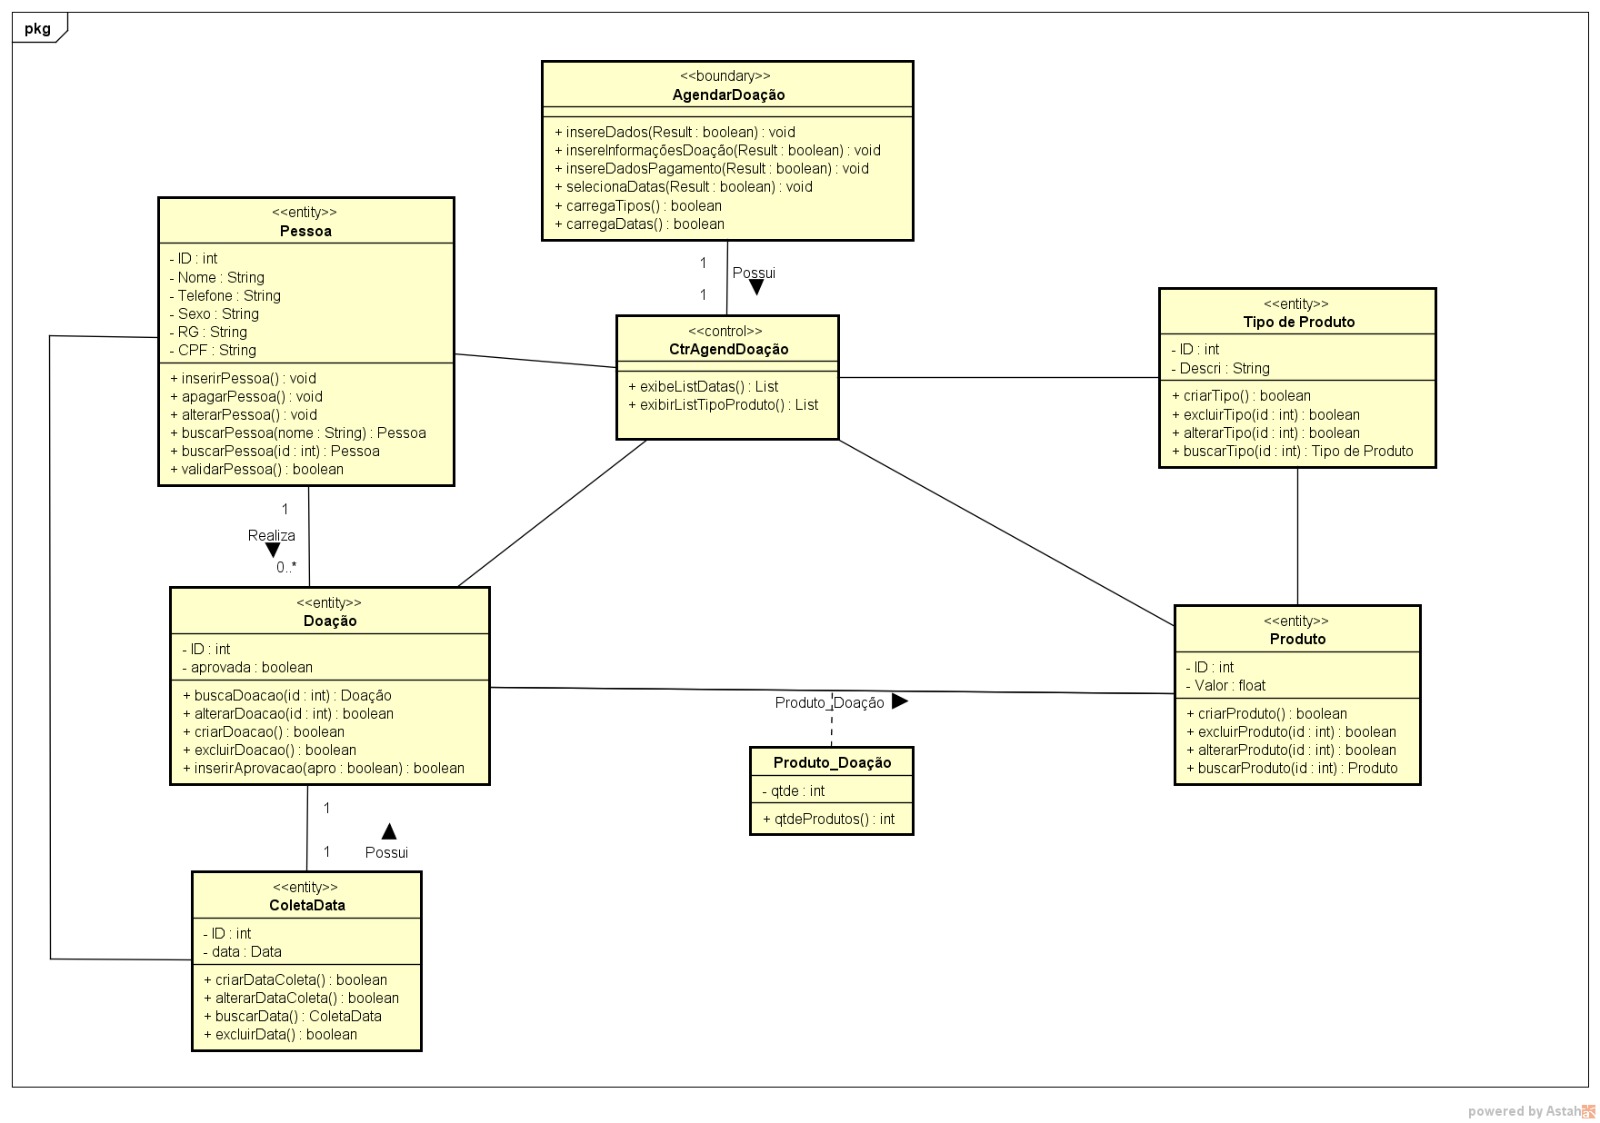 pkg
<<boundary>>
AgendarDoação
+ insereDados(Result : boolean) : void
+ insereInformaçõesDoação(Result : boolean) : void
+ insereDadosPagamento(Result : boolean) : void
+ selecionaDatas(Result : boolean) : void
+ carregaTipos() : boolean
+ carregaDatas() : boolean
1
Possui
1
<<entity>>
Pessoa
- ID : int
- Nome : String
- Telefone : String
- Sexo : String
- RG : String
- CPF : String
+ inserirPessoa() : void
+ apagarPessoa() : void
+ alterarPessoa() : void
+ buscarPessoa(nome : String) : Pessoa
+ buscarPessoa(id : int) : Pessoa
+ validarPessoa() : boolean
<<control>>
CtrAgendDoação
+ exibeListDatas() : List
+ exibirListTipoProduto() : List
<<entity>>
Tipo de Produto
- ID : int
- Descri : String
+ criarTipo() : boolean
+ excluirTipo(id : int) : boolean
+ alterarTipo(id : int) : boolean
+ buscarTipo(id : int) : Tipo de Produto
1
Realiza
0..*
<<entity>>
Doação
- ID : int
- aprovada : boolean
+ buscaDoacao(id : int) : Doação
+ alterarDoacao(id : int) : boolean
+ criarDoacao() : boolean
+ excluirDoacao() : boolean
+ inserirAprovacao(apro : boolean) : boolean
Produto_Doação
Produto_Doação
- qtde : int
+ qtdeProdutos() : int
<<entity>>
Produto
- ID : int
- Valor : float
+ criarProduto() : boolean
+ excluirProduto(id : int) : boolean
+ alterarProduto(id : int) : boolean
+ buscarProduto(id : int) : Produto
1
1
Possui
<<entity>>
ColetaData
- ID : int
- data : Data
+ criarDataColeta() : boolean
+ alterarDataColeta() : boolean
+ buscarData() : ColetaData
+ excluirData() : boolean
powered by Astah